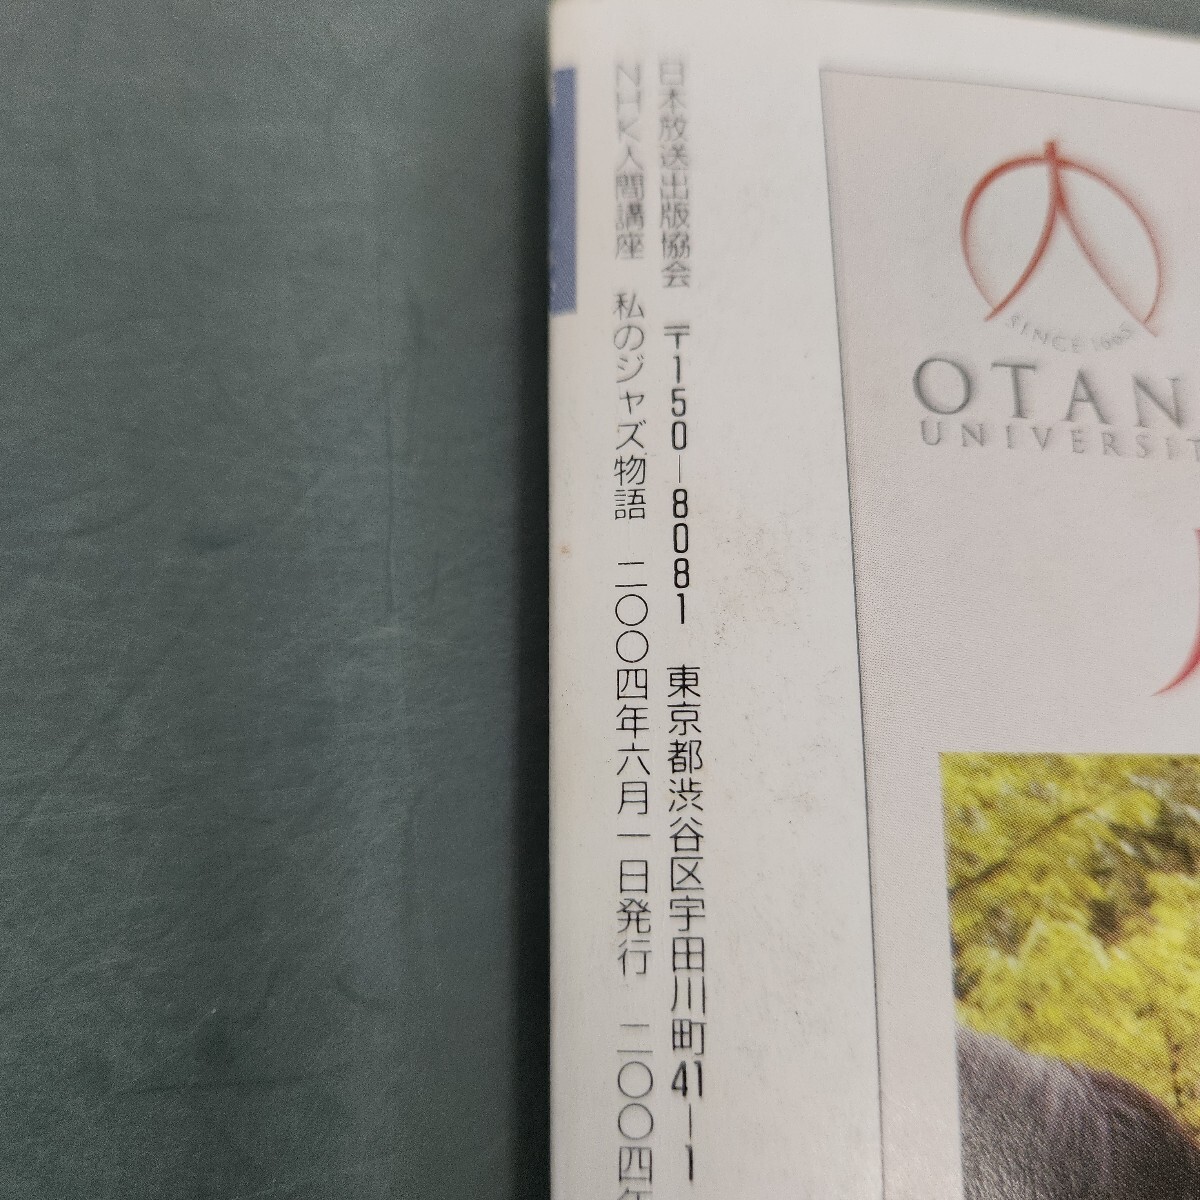 日本放送出版協会 〒150-8081 東京都渋谷区宇田川町41-1
NHK人間講座 私のジャズ物語 二〇〇四年六月一日発行 二〇〇四年
SINCE 1665
OTAN
UNIVERSIT